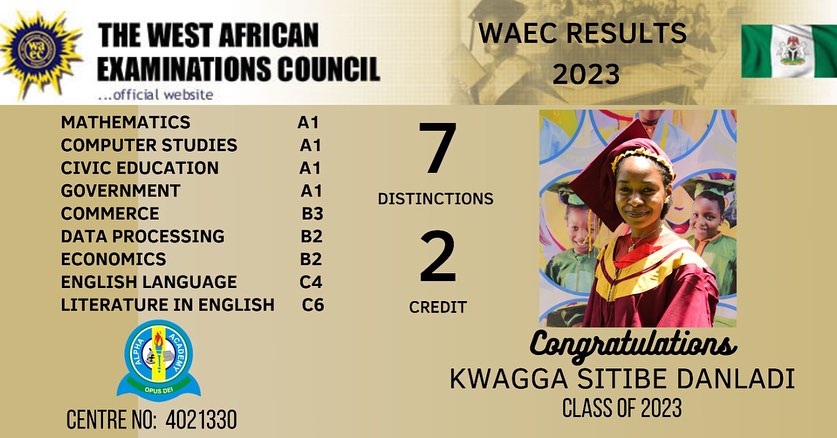 THE WEST AFRICAN
EXAMINATIONS COUNCIL
...official website
waec
WAEC RESULTS
2023
MATHEMATICS A1
COMPUTER STUDIES A1
CIVIC EDUCATION A1
GOVERNMENT A1
COMMERCE B3
DATA PROCESSING B2
ECONOMICS B2
ENGLISH LANGUAGE C4
LITERATURE IN ENGLISH C6
7
DISTINCTIONS
2
CREDIT
ALPHA ACADEMY
OPUS DEI
CENTRE NO: 4021330
Congratulations
KWAGGA SITIBE DANLADI
CLASS OF 2023